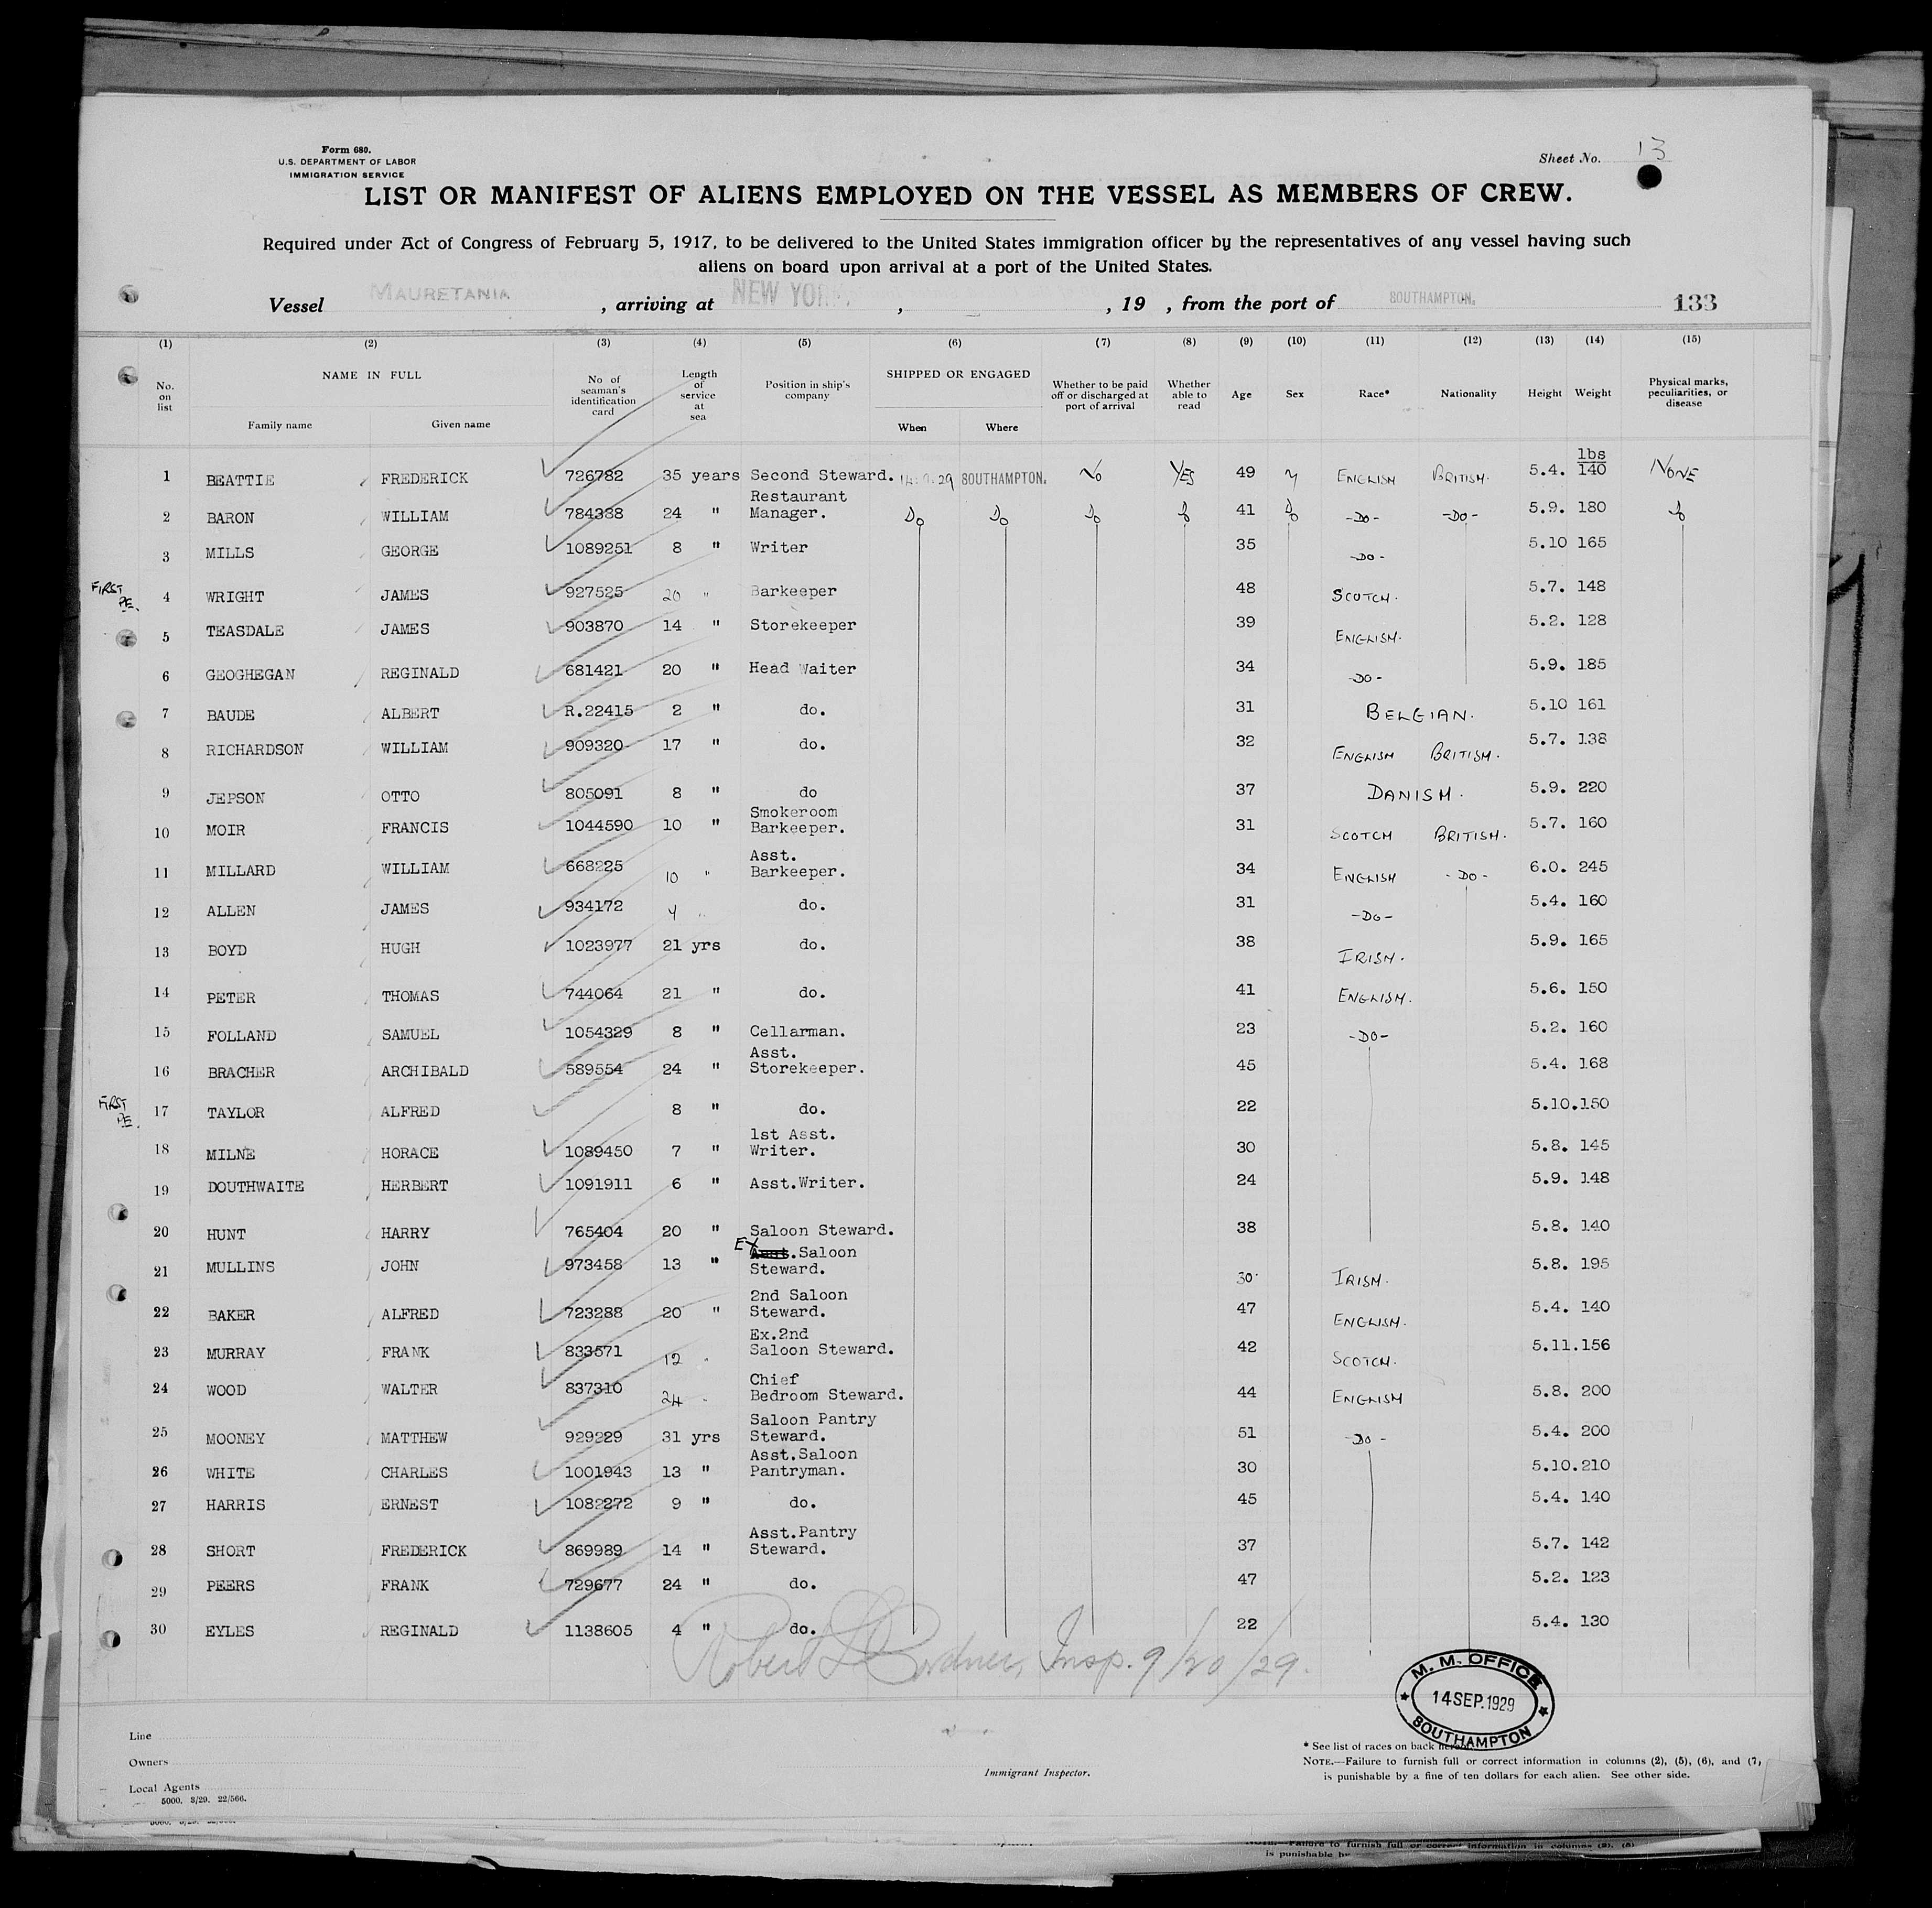 Form 680.
U.S. DEPARTMENT OF LABOR
IMMIGRATION SERVICE
Sheet No. 13
LIST OR MANIFEST OF ALIENS EMPLOYED ON THE VESSEL AS MEMBERS OF CREW.
Required under Act of Congress of February 5, 1917, to be delivered to the United States immigration officer by the representatives of any vessel having such
aliens on board upon arrival at a port of the United States.
Vessel MAURETANIA, arriving at NEW YORK, , 19 , from the port of SOUTHAMPTON. 133
(1) (2) (3) (4) (5) (6) (7) (8) (9) (10) (11) (12) (13) (14) (15)
No. on list NAME IN FULL Family name Given name No of seaman's identification card Length of service at sea Position in ship's company SHIPPED OR ENGAGED When Where Whether to be paid off or discharged at port of arrival Whether able to read Age Sex Race* Nationality Height Weight Physical marks, peculiarities, or disease
lbs
1 BEATTIE FREDERICK 726782 35 years Second Steward. 14.9.29 SOUTHAMPTON. No YES 49 M ENGLISH BRITISH. 5.4. 140 NONE
2 BARON WILLIAM 784388 24 " Restaurant Manager. Do Do Do Do 41 Do -DO- -DO- 5.9. 180 Do
3 MILLS GEORGE 1089251 8 " Writer 35 -DO- 5.10 165
FIRST PE. 4 WRIGHT JAMES 927525 20 " Barkeeper 48 SCOTCH. 5.7. 148
5 TEASDALE JAMES 903870 14 " Storekeeper 39 ENGLISH. 5.2. 128
6 GEOGHEGAN REGINALD 681421 20 " Head Waiter 34 -DO- 5.9. 185
7 BAUDE ALBERT R.22415 2 " do. 31 BELGIAN. 5.10 161
8 RICHARDSON WILLIAM 909320 17 " do. 32 ENGLISH BRITISH. 5.7. 138
9 JEPSON OTTO 805091 8 " do 37 DANISH. 5.9. 220
10 MOIR FRANCIS 1044590 10 " Smokeroom Barkeeper. 31 SCOTCH BRITISH. 5.7. 160
11 MILLARD WILLIAM 668225 10 " Asst. Barkeeper. 34 ENGLISH -DO- 6.0. 245
12 ALLEN JAMES 934172 4 " do. 31 -DO- 5.4. 160
13 BOYD HUGH 1023977 21 yrs do. 38 IRISH. 5.9. 165
14 PETER THOMAS 744064 21 " do. 41 ENGLISH. 5.6. 150
15 FOLLAND SAMUEL 1054329 8 " Cellarman. 23 -DO- 5.2. 160
16 BRACHER ARCHIBALD 589554 24 " Asst. Storekeeper. 45 5.4. 168
FIRST PE. 17 TAYLOR ALFRED 8 " do. 22 5.10.150
18 MILNE HORACE 1089450 7 " 1st Asst. Writer. 30 5.8. 145
19 DOUTHWAITE HERBERT 1091911 6 " Asst.Writer. 24 5.9. 148
20 HUNT HARRY 765404 20 " Saloon Steward. 38 5.8. 140
21 MULLINS JOHN 973458 13 " EX .Saloon Steward. 30 IRISH. 5.8. 195
22 BAKER ALFRED 723288 20 " 2nd Saloon Steward. 47 ENGLISH. 5.4. 140
23 MURRAY FRANK 833571 12 " Ex.2nd Saloon Steward. 42 SCOTCH. 5.11.156
24 WOOD WALTER 837310 24 " Chief Bedroom Steward. 44 ENGLISH 5.8. 200
25 MOONEY MATTHEW 929229 31 yrs Saloon Pantry Steward. 51 -DO- 5.4. 200
26 WHITE CHARLES 1001943 13 " Asst.Saloon Pantryman. 30 5.10.210
27 HARRIS ERNEST 1082272 9 " do. 45 5.4. 140
28 SHORT FREDERICK 869989 14 " Asst.Pantry Steward. 37 5.7. 142
29 PEERS FRANK 729677 24 " do. 47 5.2. 123
30 EYLES REGINALD 1138605 4 " do. 22 5.4. 130
Robert L. Insp. 9/20/29.
M. M. OFFICE
14 SEP. 1929
SOUTHAMPTON
Line
Owners
Local Agents
5000. 3/29. 22/566.
Immigrant Inspector.
* See list of races on back hereof.
NOTE.—Failure to furnish full or correct information in columns (2), (5), (6), and (7),
is punishable by a fine of ten dollars for each alien. See other side.
NOTE.—Failure to furnish full or correct information in columns (2), (5)
is punishable by